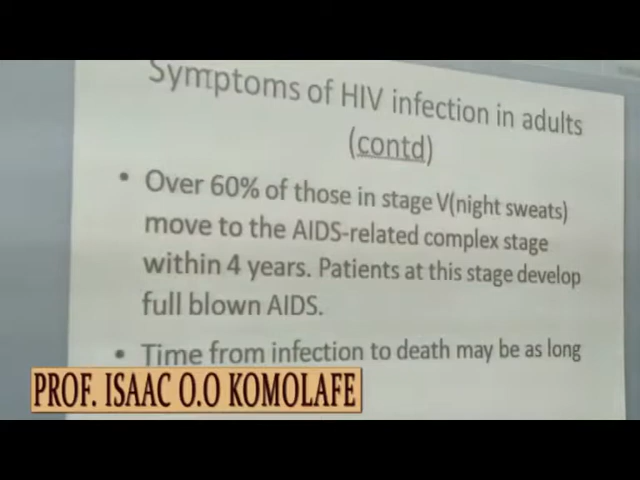 Symptoms of HIV infection in adults
(contd)
• Over 60% of those in stage V(night sweats)
move to the AIDS-related complex stage
within 4 years. Patients at this stage develop
full blown AIDS.
• Time from infection to death may be as long
PROF. ISAAC O.O KOMOLAFE